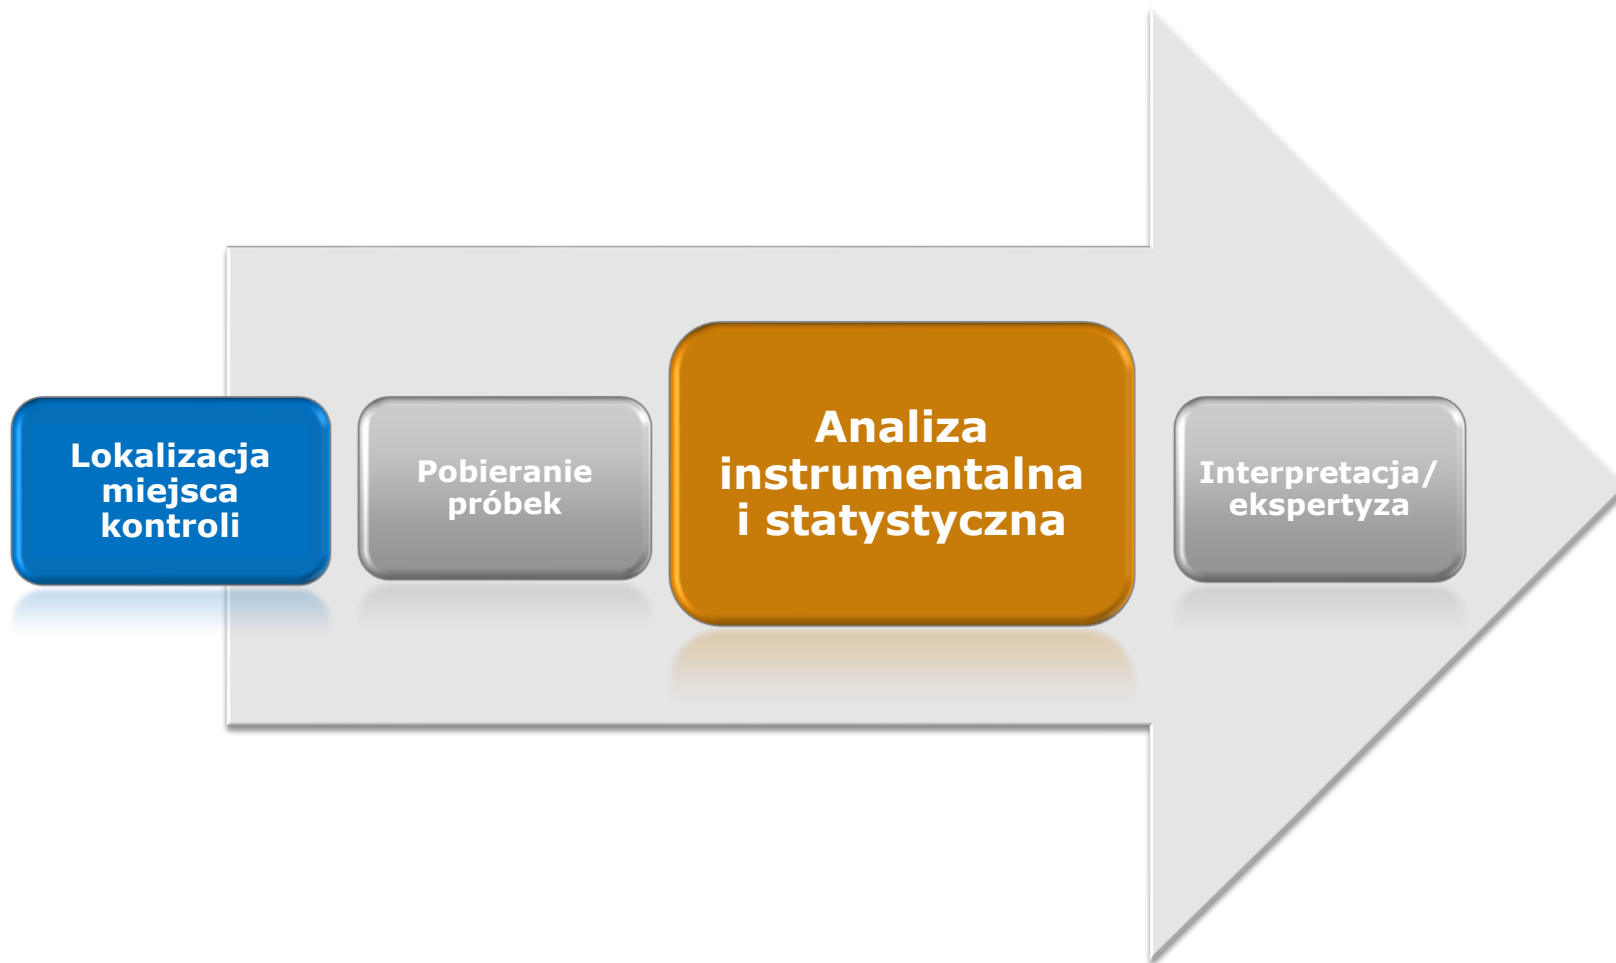 Lokalizacja
miejsca
kontroli
Pobieranie
próbek
Analiza
instrumentalna
i statystyczna
Interpretacja/
ekspertyza